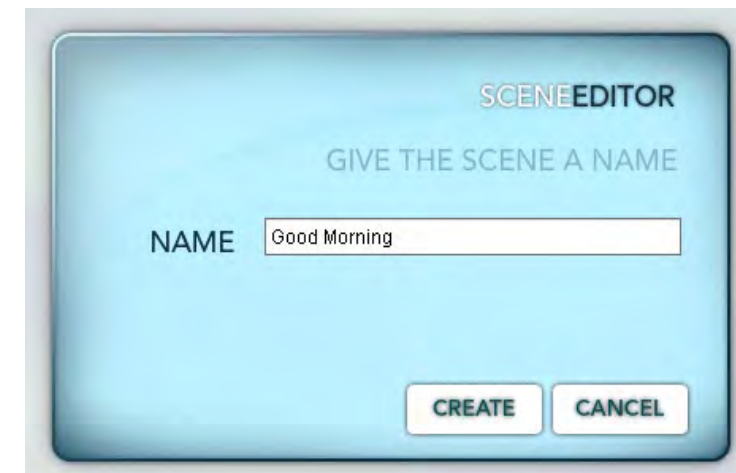 SCENEEDITOR
GIVE THE SCENE A NAME
NAME Good Morning
CREATE CANCEL